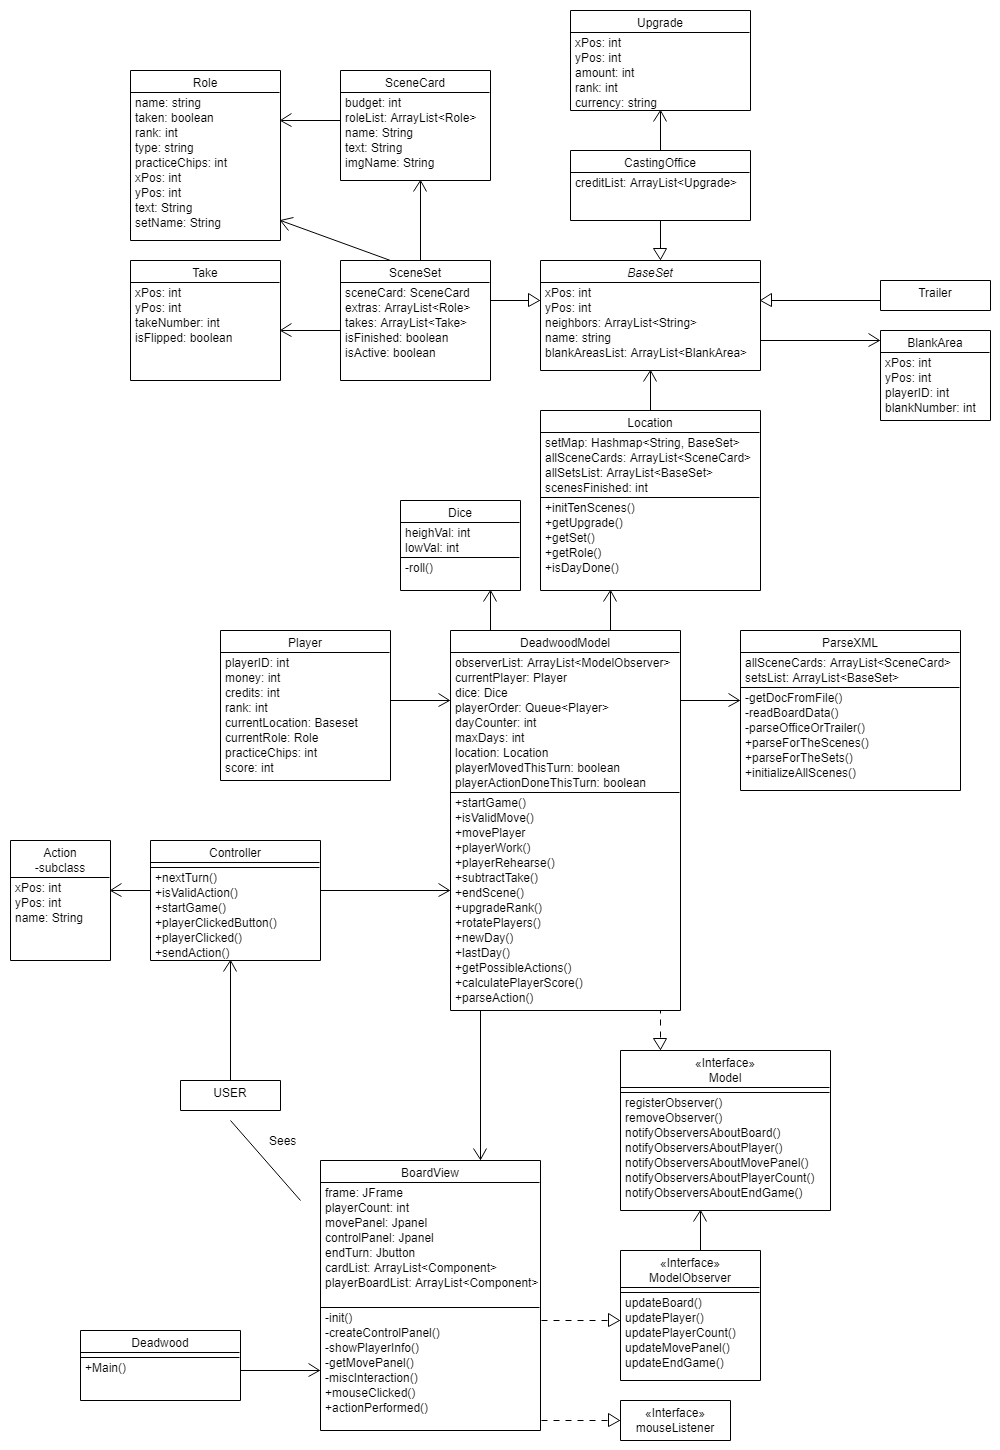 Upgrade
xPos: int
yPos: int
amount: int
rank: int
currency: string
Role
name: string
taken: boolean
rank: int
type: string
practiceChips: int
xPos: int
yPos: int
text: String
setName: String
SceneCard
budget: int
roleList: ArrayList<Role>
name: String
text: String
imgName: String
CastingOffice
creditList: ArrayList<Upgrade>
Take
xPos: int
yPos: int
takeNumber: int
isFlipped: boolean
SceneSet
sceneCard: SceneCard
extras: ArrayList<Role>
takes: ArrayList<Take>
isFinished: boolean
isActive: boolean
BaseSet
xPos: int
yPos: int
neighbors: ArrayList<String>
name: string
blankAreasList: ArrayList<BlankArea>
Trailer
BlankArea
xPos: int
yPos: int
playerID: int
blankNumber: int
Location
setMap: Hashmap<String, BaseSet>
allSceneCards: ArrayList<SceneCard>
allSetsList: ArrayList<BaseSet>
scenesFinished: int
+initTenScenes()
+getUpgrade()
+getSet()
+getRole()
+isDayDone()
Dice
heighVal: int
lowVal: int
-roll()
Player
playerID: int
money: int
credits: int
rank: int
currentLocation: Baseset
currentRole: Role
practiceChips: int
score: int
DeadwoodModel
observerList: ArrayList<ModelObserver>
currentPlayer: Player
dice: Dice
playerOrder: Queue<Player>
dayCounter: int
maxDays: int
location: Location
playerMovedThisTurn: boolean
playerActionDoneThisTurn: boolean
+startGame()
+isValidMove()
+movePlayer
+playerWork()
+playerRehearse()
+subtractTake()
+endScene()
+upgradeRank()
+rotatePlayers()
+newDay()
+lastDay()
+getPossibleActions()
+calculatePlayerScore()
+parseAction()
ParseXML
allSceneCards: ArrayList<SceneCard>
setsList: ArrayList<BaseSet>
-getDocFromFile()
-readBoardData()
-parseOfficeOrTrailer()
+parseForTheScenes()
+parseForTheSets()
+initializeAllScenes()
Action
-subclass
xPos: int
yPos: int
name: String
Controller
+nextTurn()
+isValidAction()
+startGame()
+playerClickedButton()
+playerClicked()
+sendAction()
USER
Sees
«Interface»
Model
registerObserver()
removeObserver()
notifyObserversAboutBoard()
notifyObserversAboutPlayer()
notifyObserversAboutMovePanel()
notifyObserversAboutPlayerCount()
notifyObserversAboutEndGame()
BoardView
frame: JFrame
playerCount: int
movePanel: Jpanel
controlPanel: Jpanel
endTurn: Jbutton
cardList: ArrayList<Component>
playerBoardList: ArrayList<Component>
-init()
-createControlPanel()
-showPlayerInfo()
-getMovePanel()
-miscInteraction()
+mouseClicked()
+actionPerformed()
«Interface»
ModelObserver
updateBoard()
updatePlayer()
updatePlayerCount()
updateMovePanel()
updateEndGame()
Deadwood
+Main()
«Interface»
mouseListener